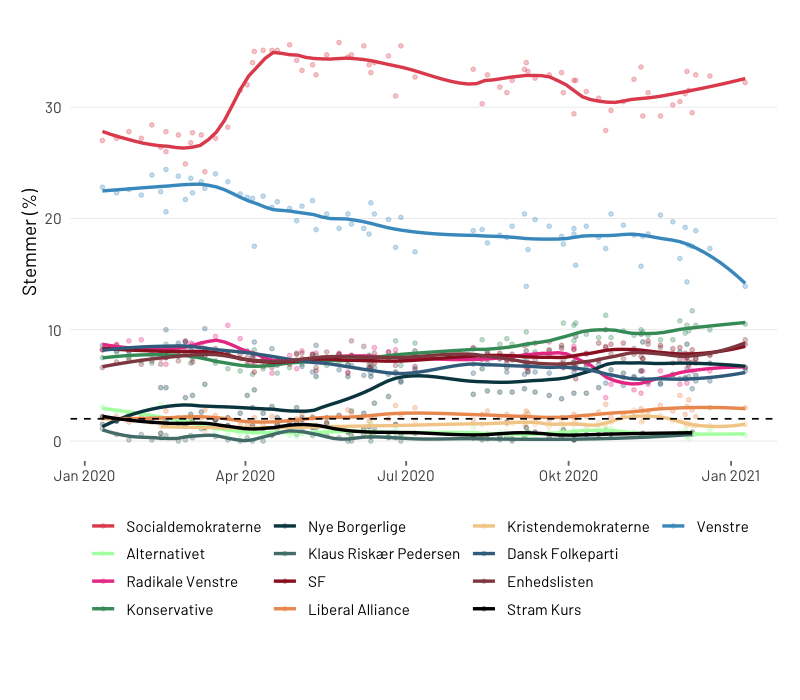 Stemmer (%)
30
20
10
0
Jan 2020 Apr 2020 Jul 2020 Okt 2020 Jan 2021
Socialdemokraterne Nye Borgerlige Kristendemokraterne Venstre
Alternativet Klaus Riskær Pedersen Dansk Folkeparti
Radikale Venstre SF Enhedslisten
Konservative Liberal Alliance Stram Kurs